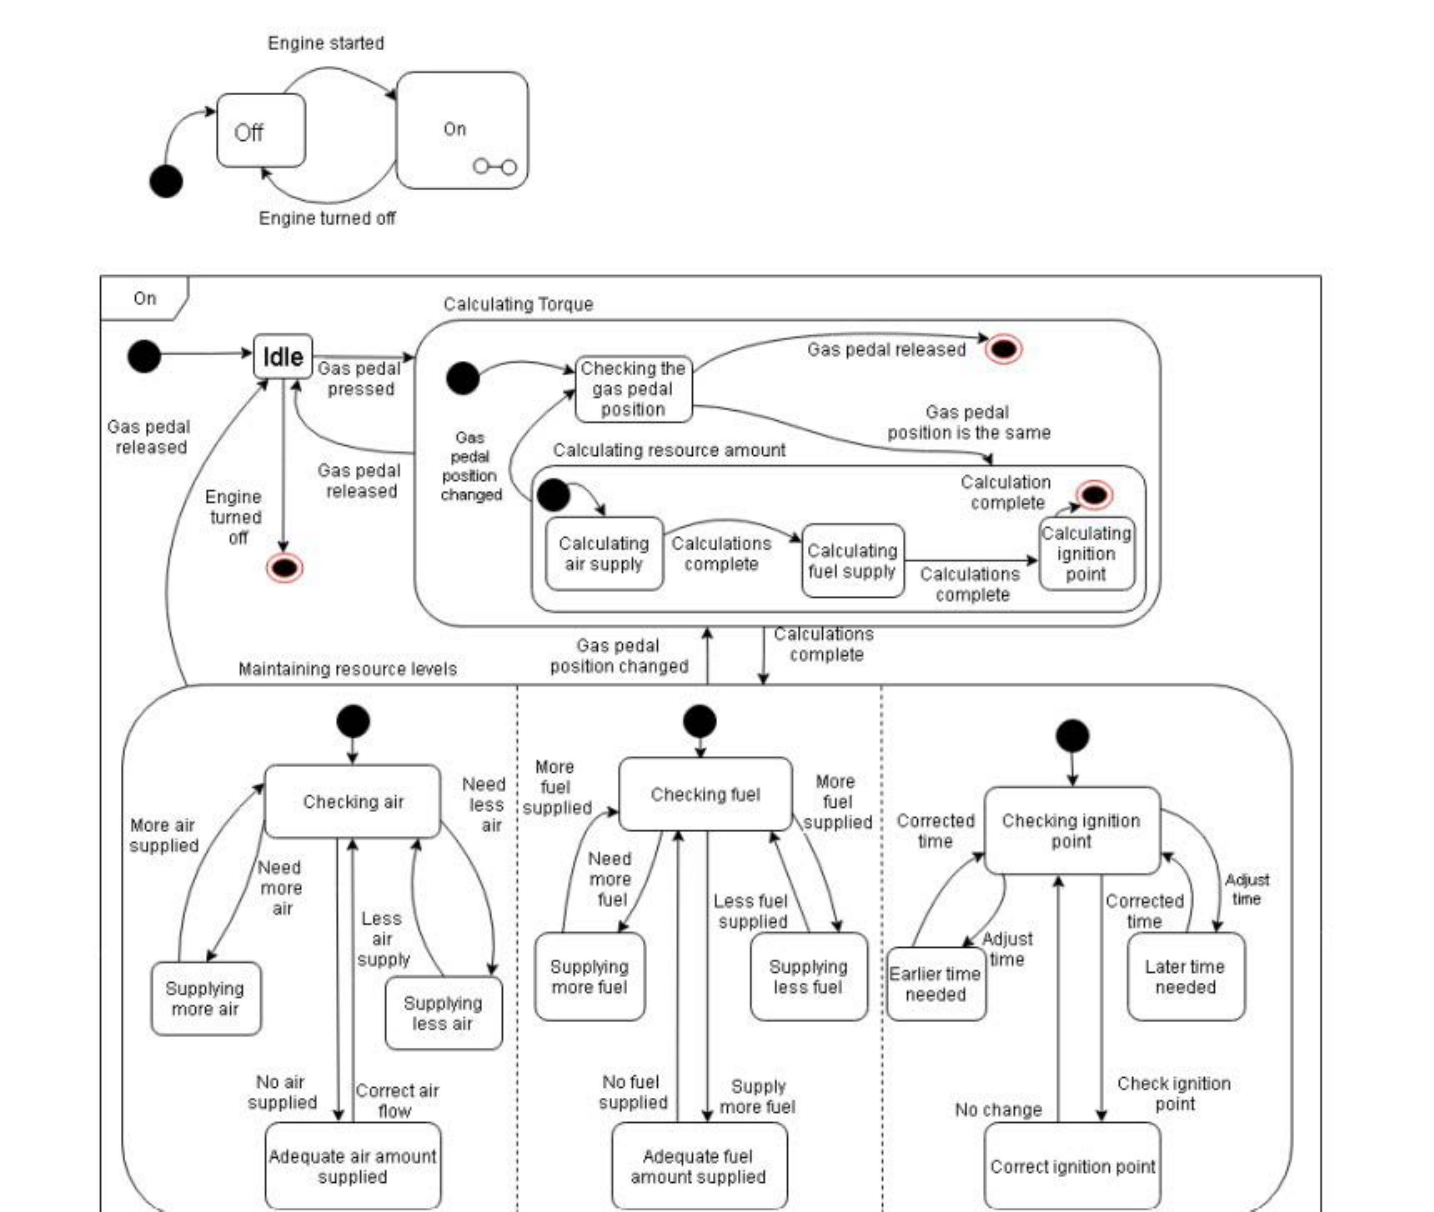 Engine started
Off
On
Engine turned off
On
Calculating Torque
Idle
Gas pedal
pressed
Checking the
gas pedal
position
Gas pedal released
Gas pedal
released
Gas pedal
position is the same
Gas
pedal
position
changed
Calculating resource amount
Gas pedal
released
Calculation
complete
Engine
turned
off
Calculating
air supply
Calculations
complete
Calculating
fuel supply
Calculations
complete
Calculating
ignition
point
Gas pedal
position changed
Calculations
complete
Maintaining resource levels
Checking air
Need
less
air
More air
supplied
Need
more
air
Less
air
supply
Supplying
more air
Supplying
less air
No air
supplied
Correct air
flow
Adequate air amount
supplied
More
fuel
supplied
Checking fuel
More
fuel
supplied
Need
more
fuel
Less fuel
supplied
Supplying
more fuel
Supplying
less fuel
No fuel
supplied
Supply
more fuel
Adequate fuel
amount supplied
Corrected
time
Checking ignition
point
Adjust
time
Corrected
time
Adjust
time
Earlier time
needed
Later time
needed
No change
Check ignition
point
Correct ignition point